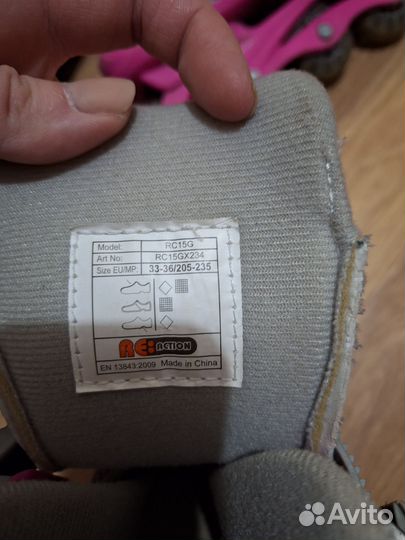 Model: RC15G
Art No: RC15GX234
Size EU/MP: 33-36/205-235
RE:ACTION
EN 13843:2009 Made in China
Avito